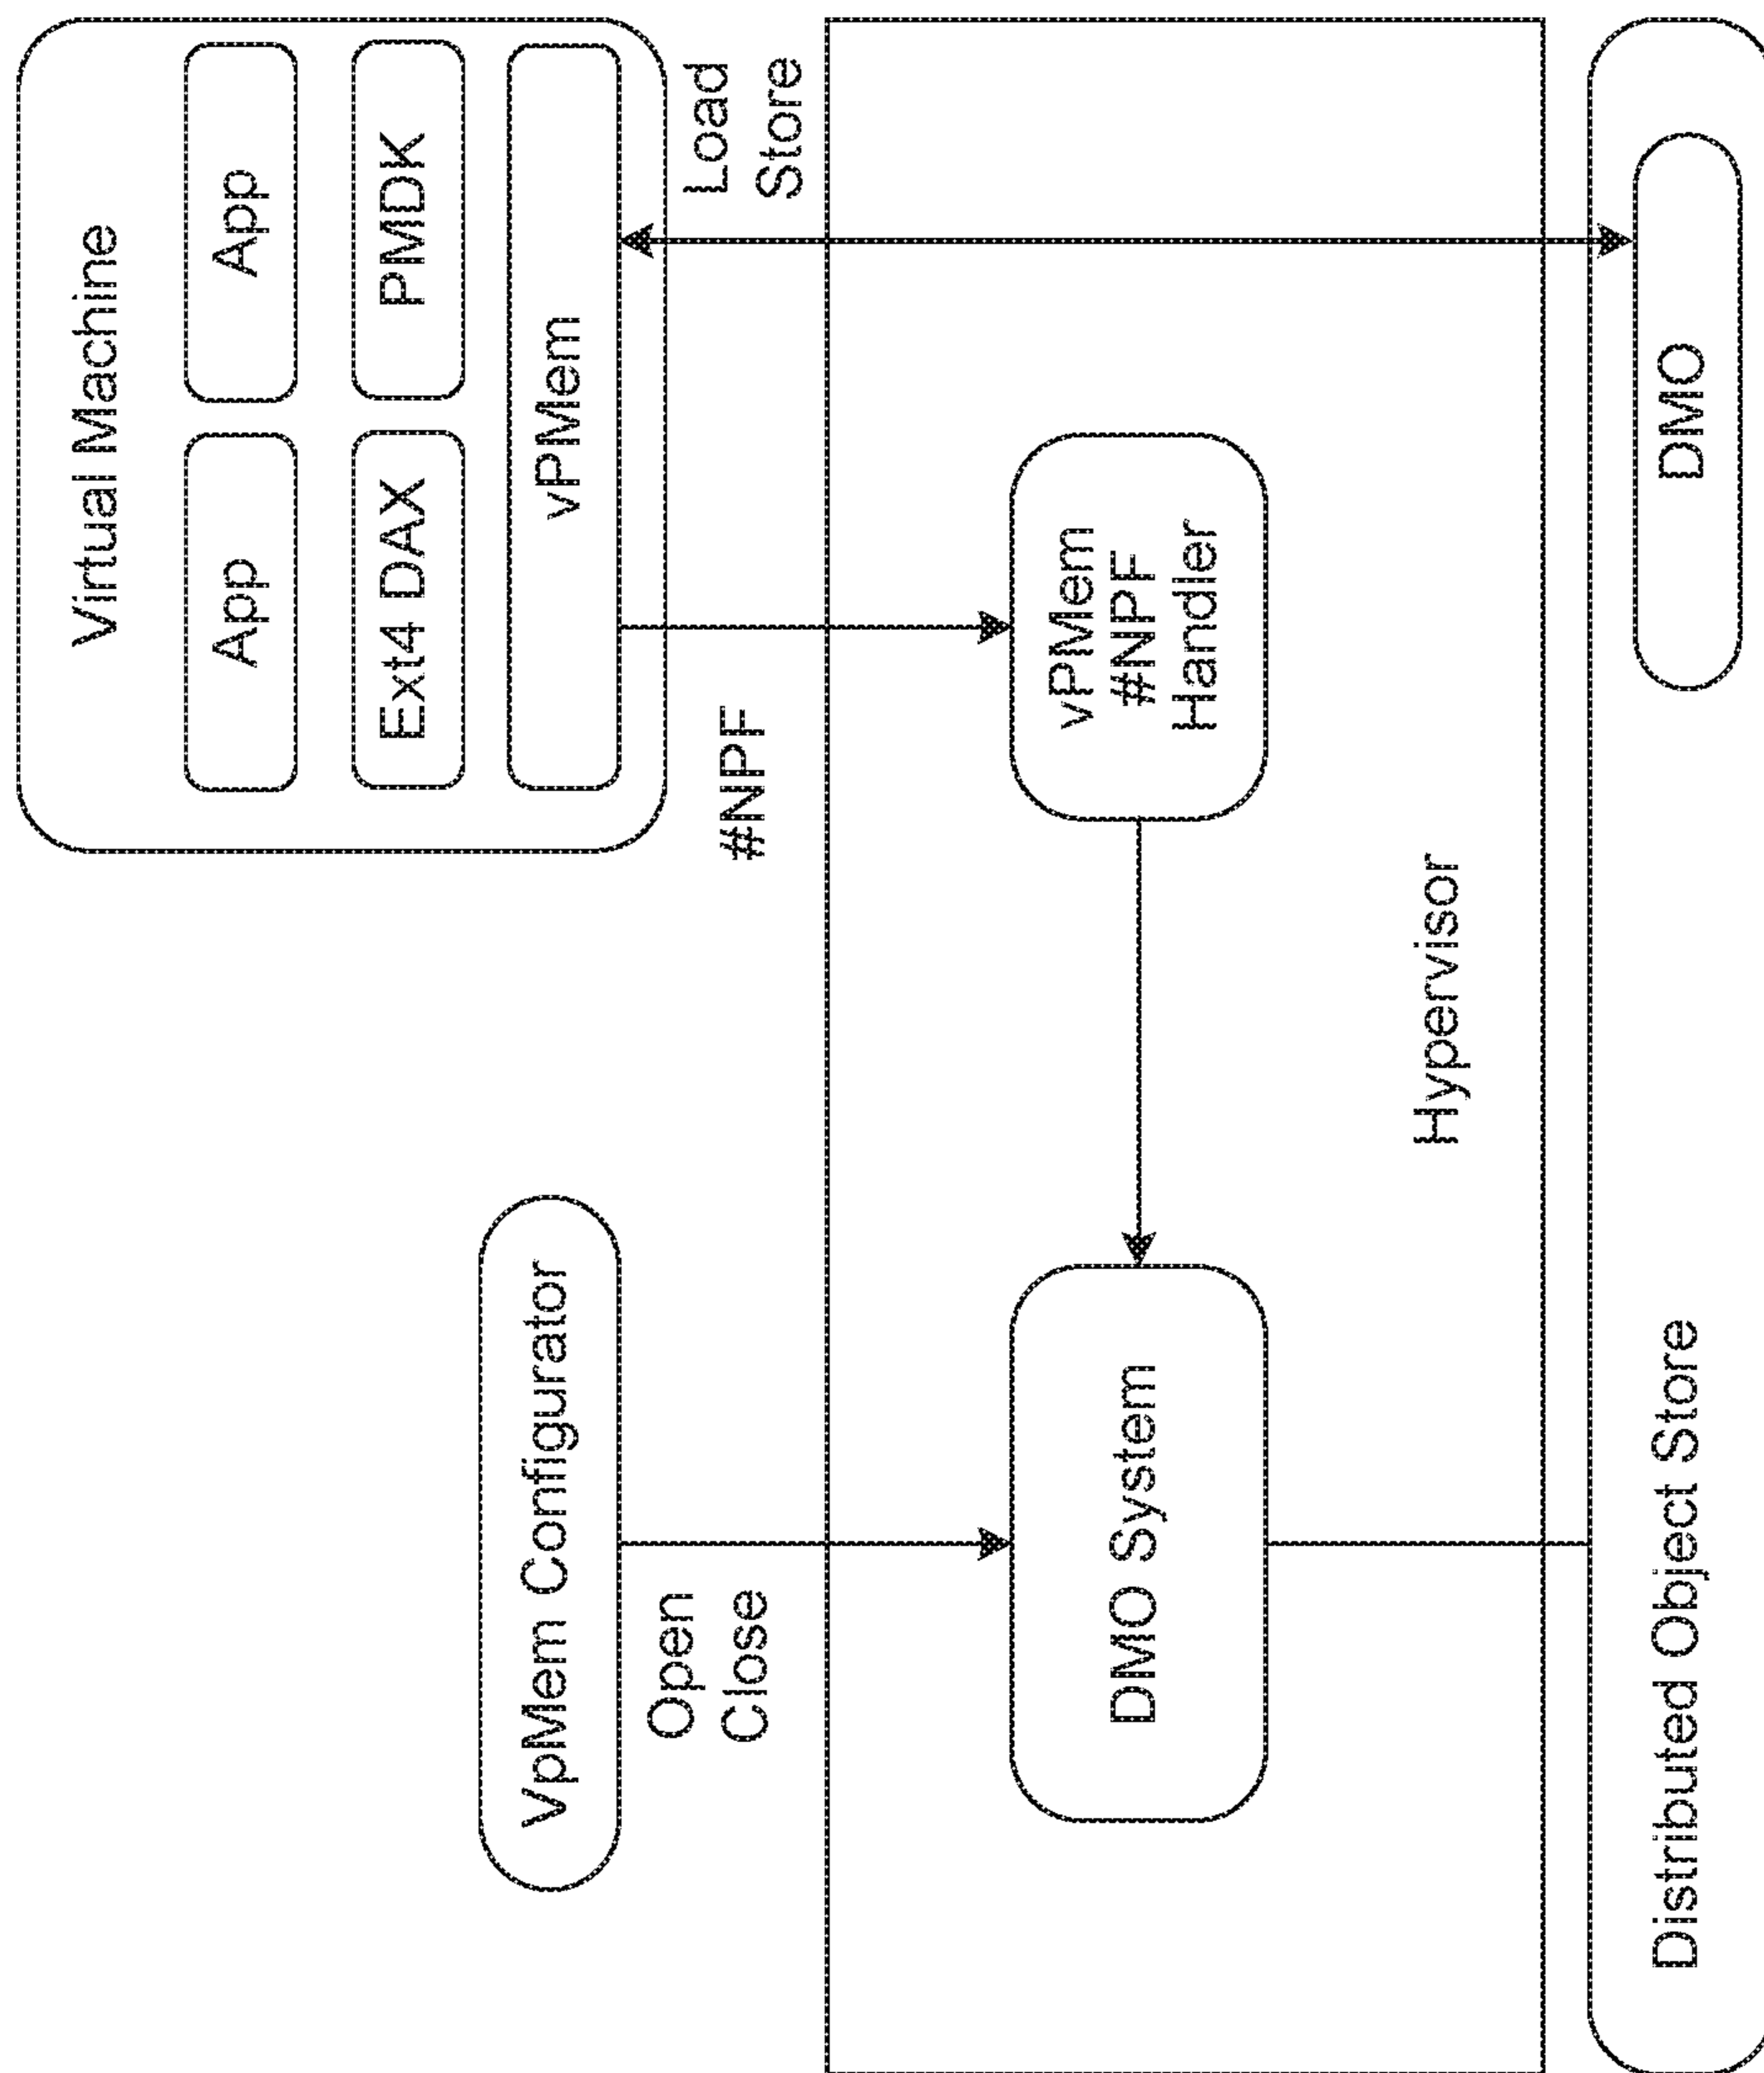 Virtual Machine
App
App
Ext4 DAX
PMDK
vPMem
VpMem Configurator
Open
Close
#NPF
Load
Store
DMO System
vPMem
#NPF
Handler
Hypervisor
Distributed Object Store
DMO